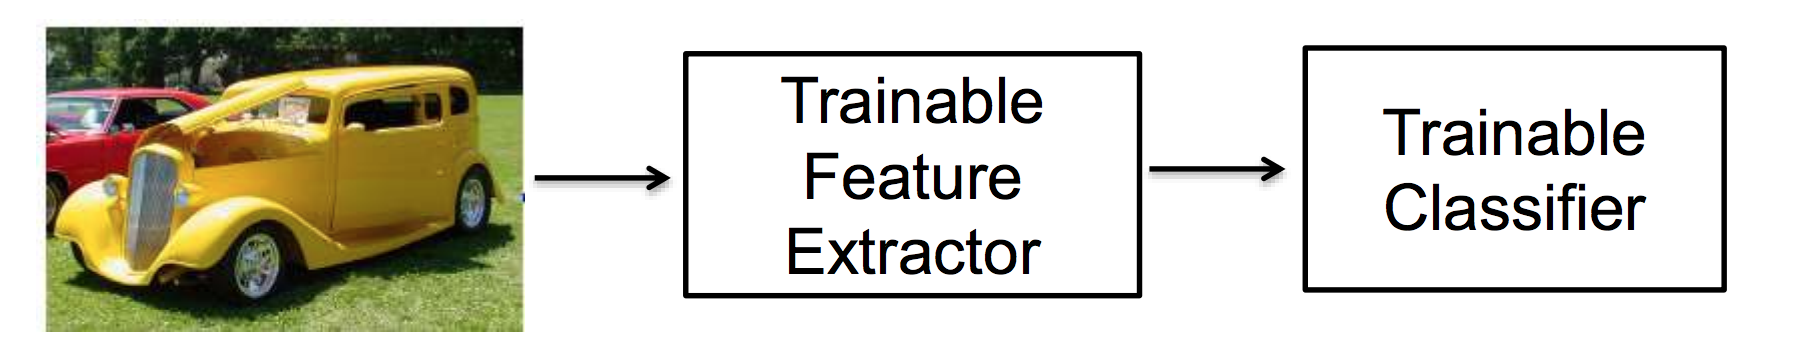 Trainable
Feature
Extractor
Trainable
Classifier